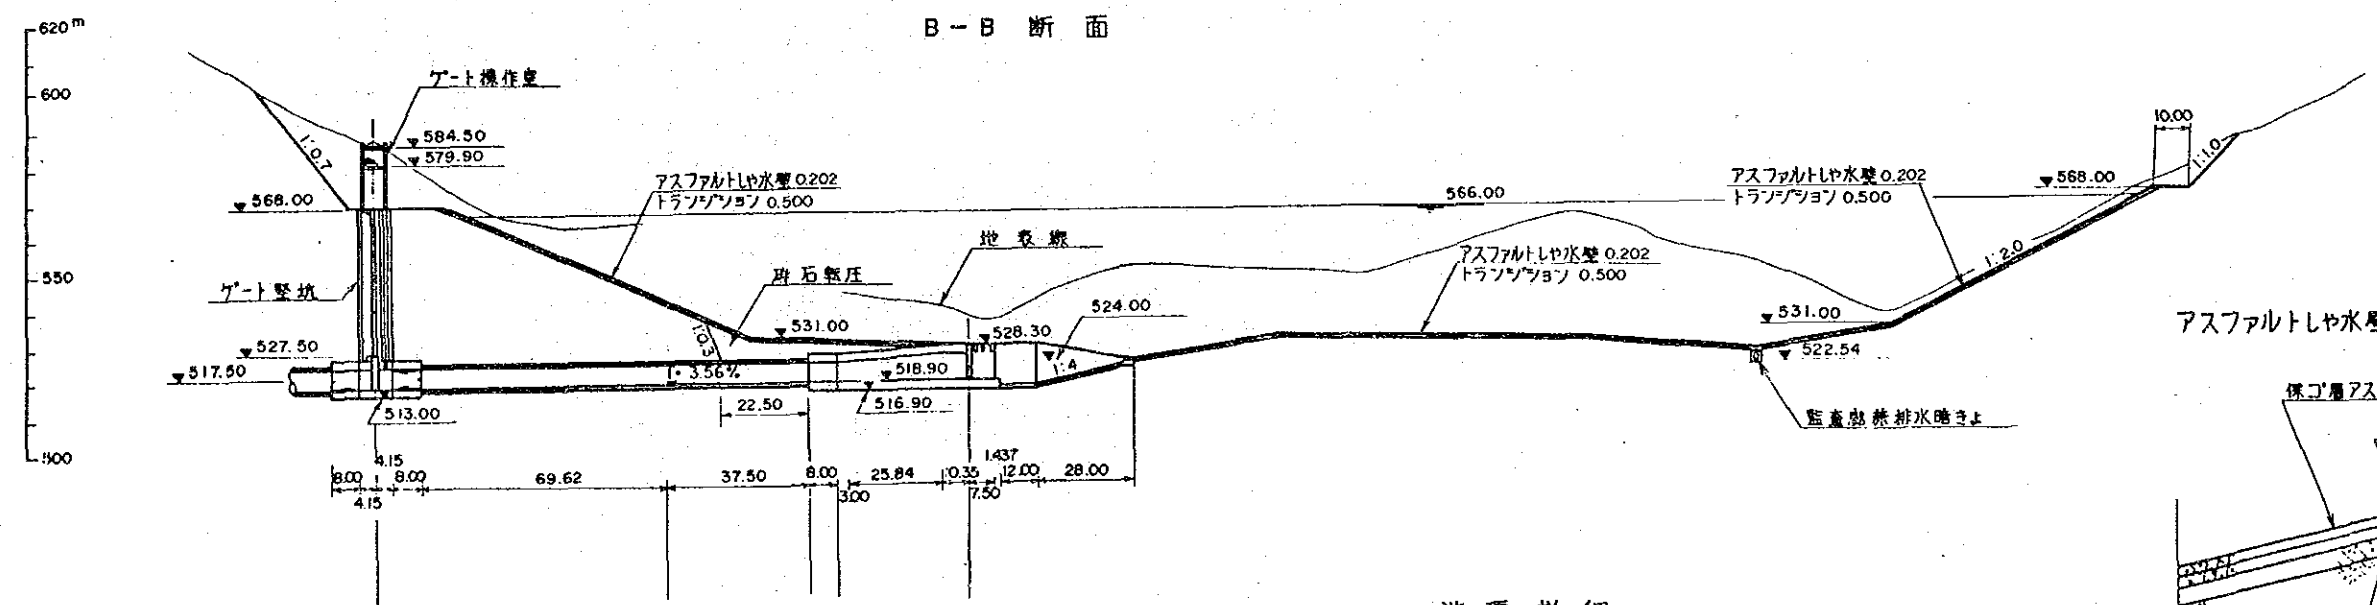 B-B 断面
620m
600
550
500
ゲート操作室
584.50
579.90
1:0.7
568.00
アスファルトしや水壁 0.202
トランジション 0.500
566.00
アスファルトしや水壁 0.202
トランジション 0.500
568.00
10.00
1:1.0
地表線
アスファルトしや水壁 0.202
トランジション 0.500
1:2.0
砕石転圧
ゲート竪坑
524.00
531.00
528.30
531.00
522.54
1:0.3
527.50
517.50
3.56%
518.90
1:4
516.90
513.00
22.50
監査廊兼排水暗きよ
アスファルトしや水壁
保ゴ層アス
8.00
4.15
4.15
8.00
69.62
37.50
8.00
3.00
25.84
10.35
1.437
7.50
12.00
28.00